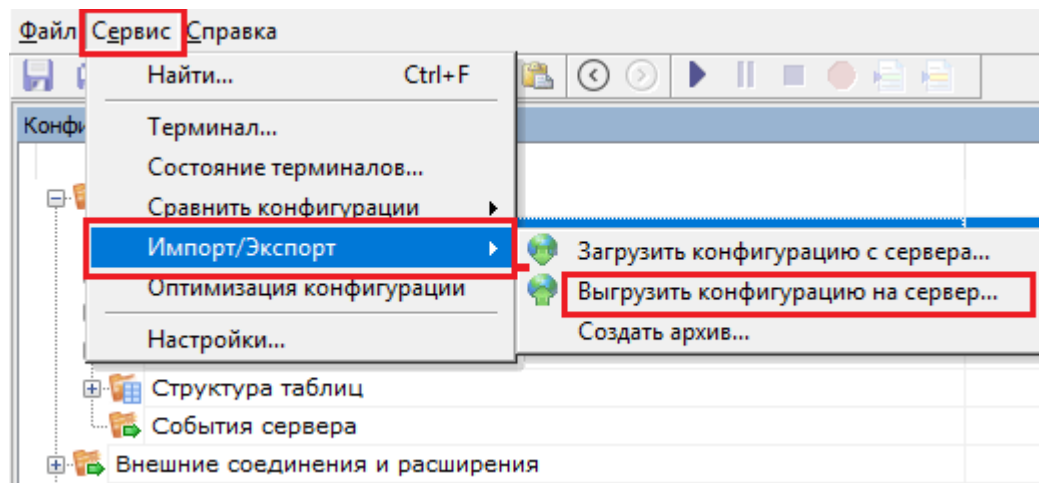 Файл Сервис Справка
Найти... Ctrl+F
Конфи
Терминал...
Состояние терминалов...
Сравнить конфигурации
Импорт/Экспорт
Загрузить конфигурацию с сервера...
Оптимизация конфигурации
Выгрузить конфигурацию на сервер...
Настройки...
Создать архив...
Структура таблиц
События сервера
Внешние соединения и расширения